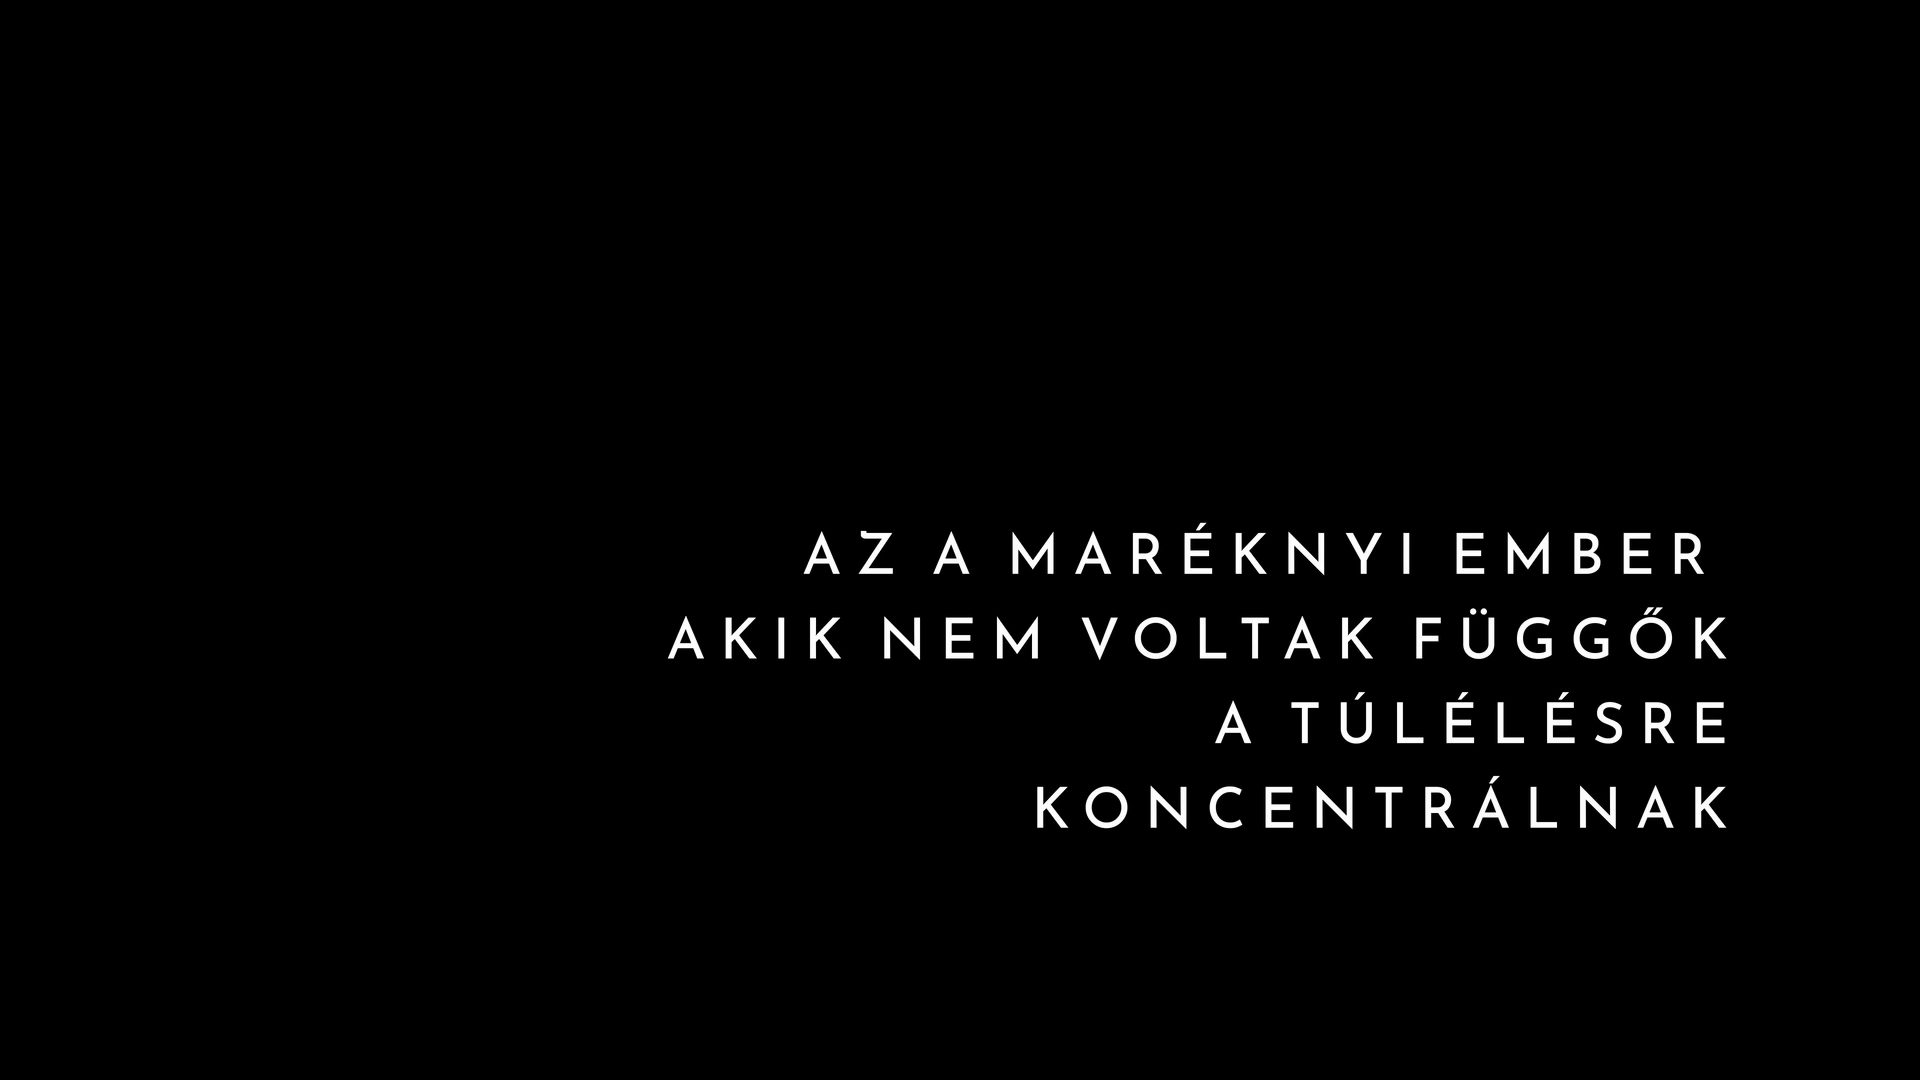 AZ A MARÉKNYI EMBER
AKIK NEM VOLTAK FÜGGŐK
A TÚLÉLÉSRE
KONCENTRÁLNAK